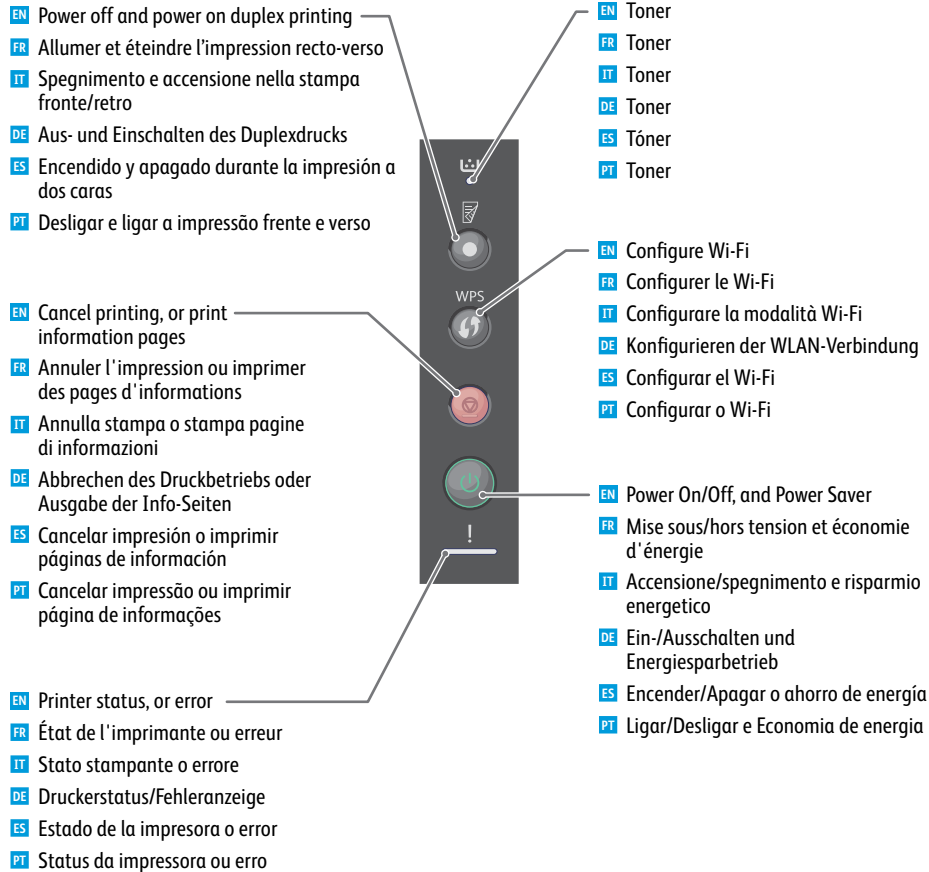 EN Power off and power on duplex printing
FR Allumer et éteindre l’impression recto-verso
IT Spegnimento e accensione nella stampa
fronte/retro
DE Aus- und Einschalten des Duplexdrucks
ES Encendido y apagado durante la impresión a
dos caras
PT Desligar e ligar a impressão frente e verso
EN Toner
FR Toner
IT Toner
DE Toner
ES Tóner
PT Toner
WPS
!
EN Configure Wi-Fi
FR Configurer le Wi-Fi
IT Configurare la modalità Wi-Fi
DE Konfigurieren der WLAN-Verbindung
ES Configurar el Wi-Fi
PT Configurar o Wi-Fi
EN Cancel printing, or print
information pages
FR Annuler l'impression ou imprimer
des pages d'informations
IT Annulla stampa o stampa pagine
di informazioni
DE Abbrechen des Druckbetriebs oder
Ausgabe der Info-Seiten
ES Cancelar impresión o imprimir
páginas de información
PT Cancelar impressão ou imprimir
página de informações
EN Power On/Off, and Power Saver
FR Mise sous/hors tension et économie
d'énergie
IT Accensione/spegnimento e risparmio
energetico
DE Ein-/Ausschalten und
Energiesparbetrieb
ES Encender/Apagar o ahorro de energía
PT Ligar/Desligar e Economia de energia
EN Printer status, or error
FR État de l'imprimante ou erreur
IT Stato stampante o errore
DE Druckerstatus/Fehleranzeige
ES Estado de la impresora o error
PT Status da impressora ou erro